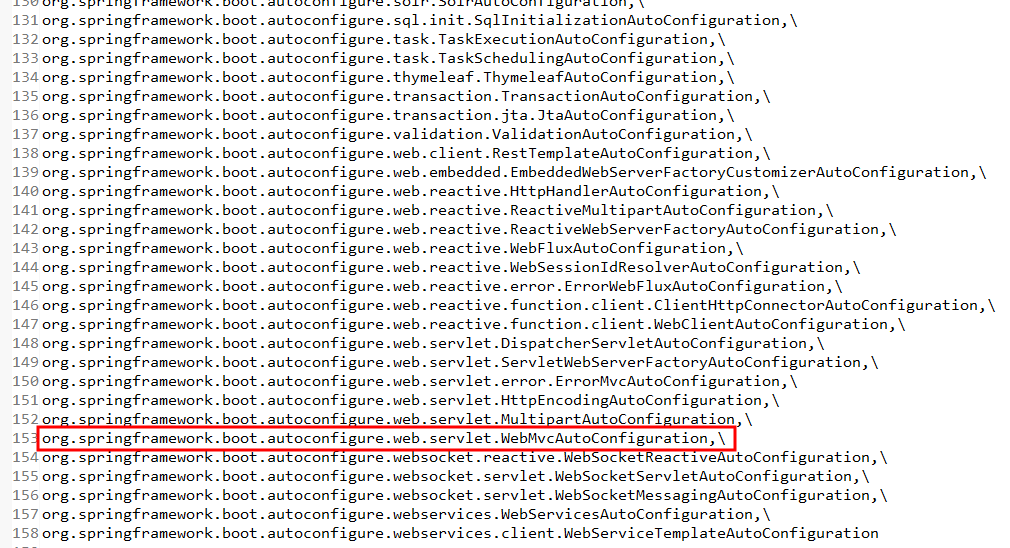 130 org.springframework.boot.autoconfigure.solr.SolrAutoConfiguration,\
131 org.springframework.boot.autoconfigure.sql.init.SqlInitializationAutoConfiguration,\
132 org.springframework.boot.autoconfigure.task.TaskExecutionAutoConfiguration,\
133 org.springframework.boot.autoconfigure.task.TaskSchedulingAutoConfiguration,\
134 org.springframework.boot.autoconfigure.thymeleaf.ThymeleafAutoConfiguration,\
135 org.springframework.boot.autoconfigure.transaction.TransactionAutoConfiguration,\
136 org.springframework.boot.autoconfigure.transaction.jta.JtaAutoConfiguration,\
137 org.springframework.boot.autoconfigure.validation.ValidationAutoConfiguration,\
138 org.springframework.boot.autoconfigure.web.client.RestTemplateAutoConfiguration,\
139 org.springframework.boot.autoconfigure.web.embedded.EmbeddedWebServerFactoryCustomizerAutoConfiguration,\
140 org.springframework.boot.autoconfigure.web.reactive.HttpHandlerAutoConfiguration,\
141 org.springframework.boot.autoconfigure.web.reactive.ReactiveMultipartAutoConfiguration,\
142 org.springframework.boot.autoconfigure.web.reactive.ReactiveWebServerFactoryAutoConfiguration,\
143 org.springframework.boot.autoconfigure.web.reactive.WebFluxAutoConfiguration,\
144 org.springframework.boot.autoconfigure.web.reactive.WebSessionIdResolverAutoConfiguration,\
145 org.springframework.boot.autoconfigure.web.reactive.error.ErrorWebFluxAutoConfiguration,\
146 org.springframework.boot.autoconfigure.web.reactive.function.client.ClientHttpConnectorAutoConfiguration,\
147 org.springframework.boot.autoconfigure.web.reactive.function.client.WebClientAutoConfiguration,\
148 org.springframework.boot.autoconfigure.web.servlet.DispatcherServletAutoConfiguration,\
149 org.springframework.boot.autoconfigure.web.servlet.ServletWebServerFactoryAutoConfiguration,\
150 org.springframework.boot.autoconfigure.web.servlet.error.ErrorMvcAutoConfiguration,\
151 org.springframework.boot.autoconfigure.web.servlet.HttpEncodingAutoConfiguration,\
152 org.springframework.boot.autoconfigure.web.servlet.MultipartAutoConfiguration,\
153 org.springframework.boot.autoconfigure.web.servlet.WebMvcAutoConfiguration,\
154 org.springframework.boot.autoconfigure.websocket.reactive.WebSocketReactiveAutoConfiguration,\
155 org.springframework.boot.autoconfigure.websocket.servlet.WebSocketServletAutoConfiguration,\
156 org.springframework.boot.autoconfigure.websocket.servlet.WebSocketMessagingAutoConfiguration,\
157 org.springframework.boot.autoconfigure.webservices.WebServicesAutoConfiguration,\
158 org.springframework.boot.autoconfigure.webservices.client.WebServiceTemplateAutoConfiguration